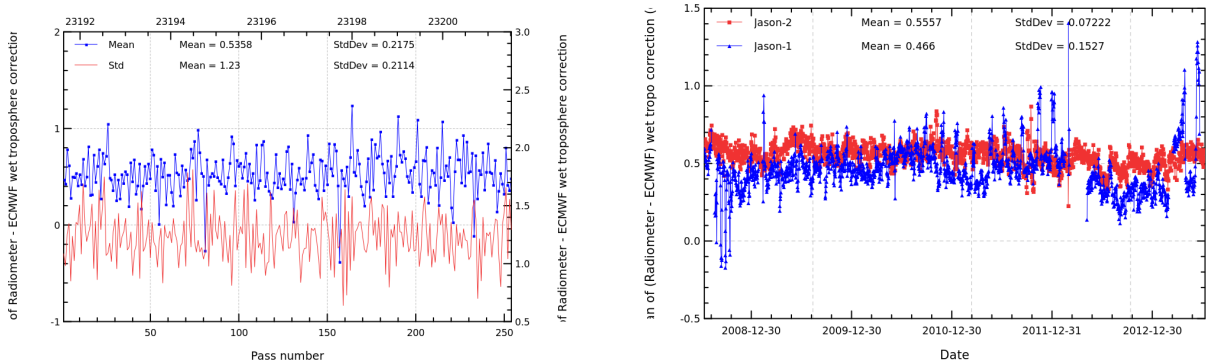 23192 23194 23196 23198 23200
2
1
0
-1
3.0
2.5
2.0
1.5
1.0
0.5
Mean Mean = 0.5358 StdDev = 0.2175
Std Mean = 1.23 StdDev = 0.2114
50 100 150 200 250
Pass number
of Radiometer - ECMWF wet troposphere correction
of Radiometer - ECMWF wet troposphere correction
1.5
1.0
0.5
0.0
-0.5
Jason-2 Mean = 0.5557 StdDev = 0.07222
Jason-1 Mean = 0.466 StdDev = 0.1527
2008-12-30 2009-12-30 2010-12-30 2011-12-31 2012-12-30
Date
of (Radiometer - ECMWF) wet tropo correction (